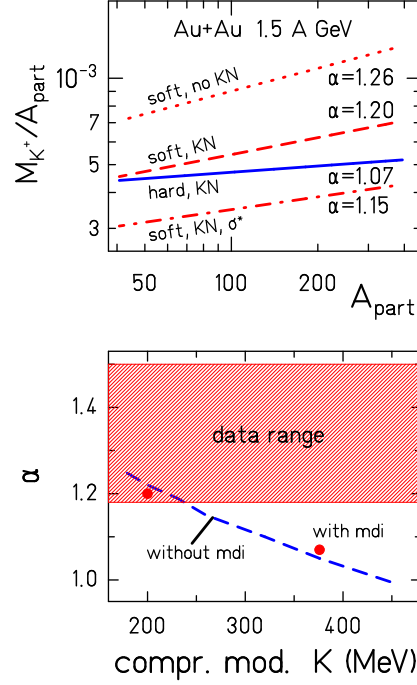 Au+Au 1.5 A GeV
M_K⁺/A_part
10⁻³
7
5
3
soft, no KN
α=1.26
α=1.20
soft, KN
hard, KN
α=1.07
α=1.15
soft, KN, σ*
50
100
200
A_part
α
1.4
1.2
1.0
data range
with mdi
without mdi
200
300
400
compr. mod. K (MeV)